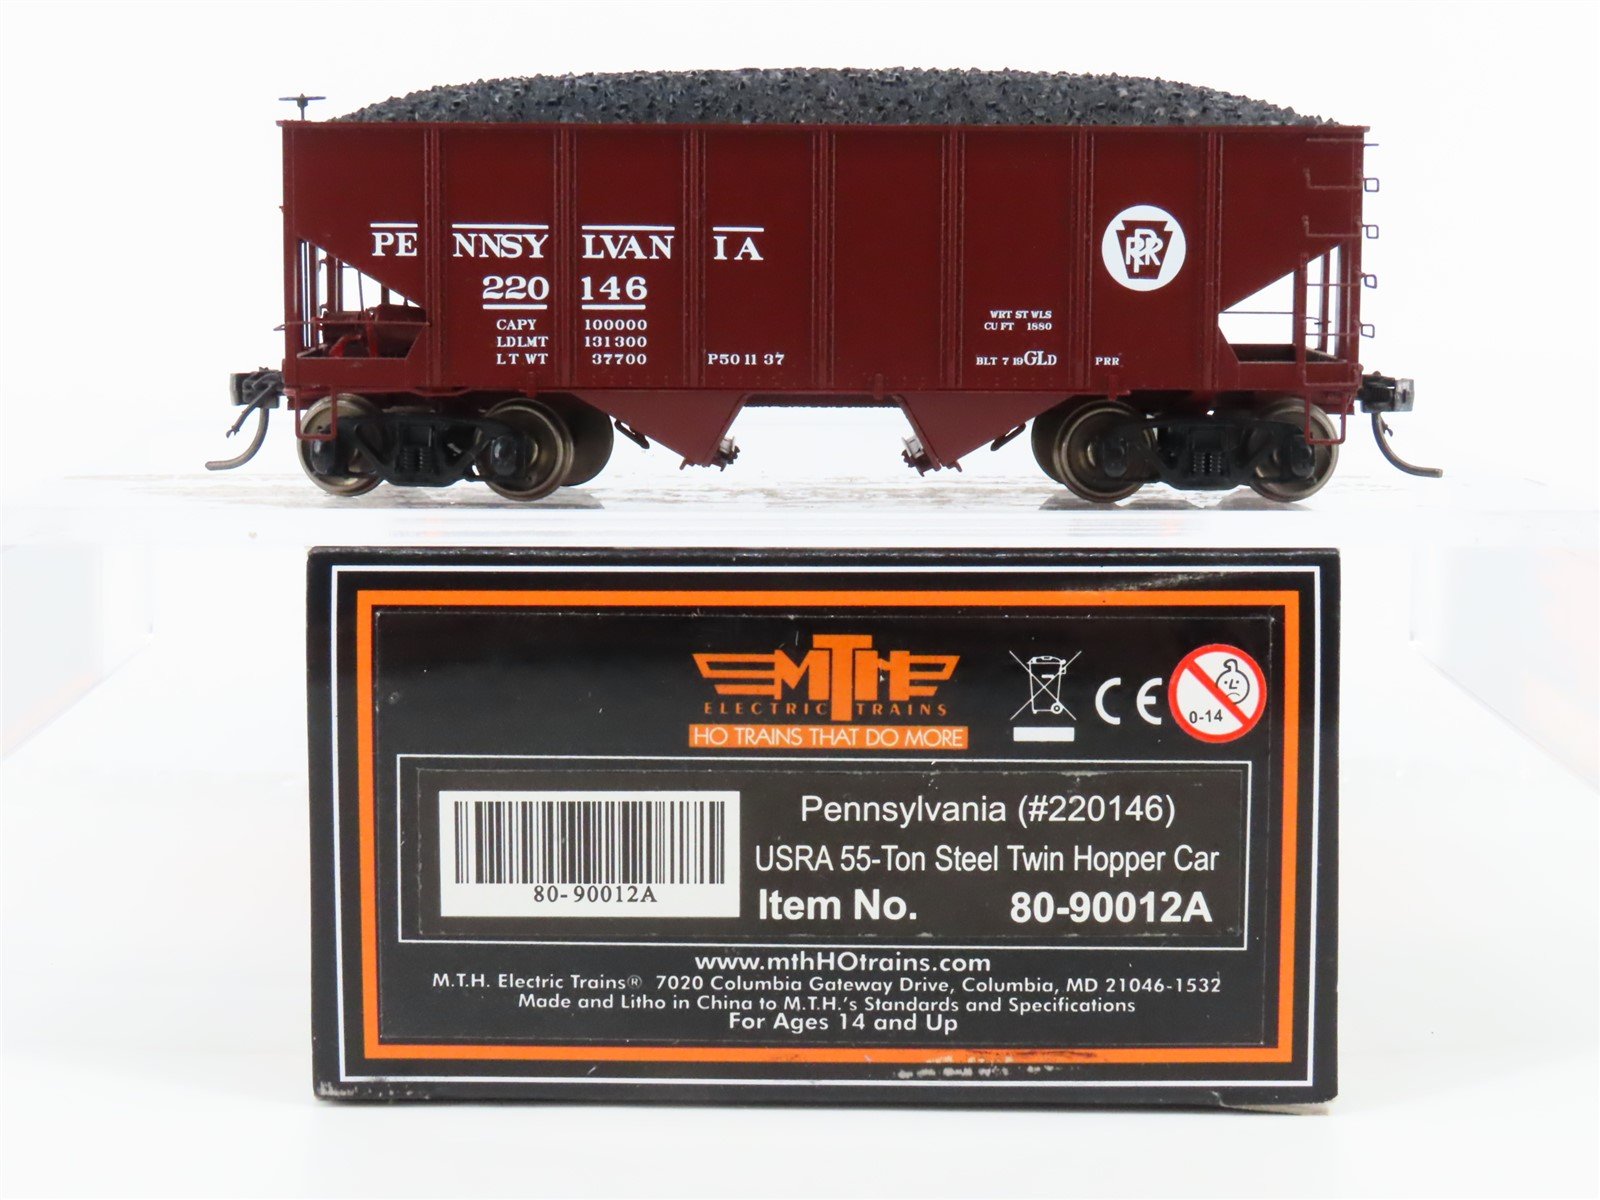 PENNSYLVANIA
220146
CAPY 100000
LDLMT 131300
LT WT 37700
P50 11 37
WRT ST WLS
CU FT 1880
BLT 7 19 GLD PRR
PRR
MTH
ELECTRIC TRAINS
HO TRAINS THAT DO MORE
CE
0-14
80-90012A
Pennsylvania (#220146)
USRA 55-Ton Steel Twin Hopper Car
Item No. 80-90012A
www.mthHOtrains.com
M.T.H. Electric Trains® 7020 Columbia Gateway Drive, Columbia, MD 21046-1532
Made and Litho in China to M.T.H.'s Standards and Specifications
For Ages 14 and Up